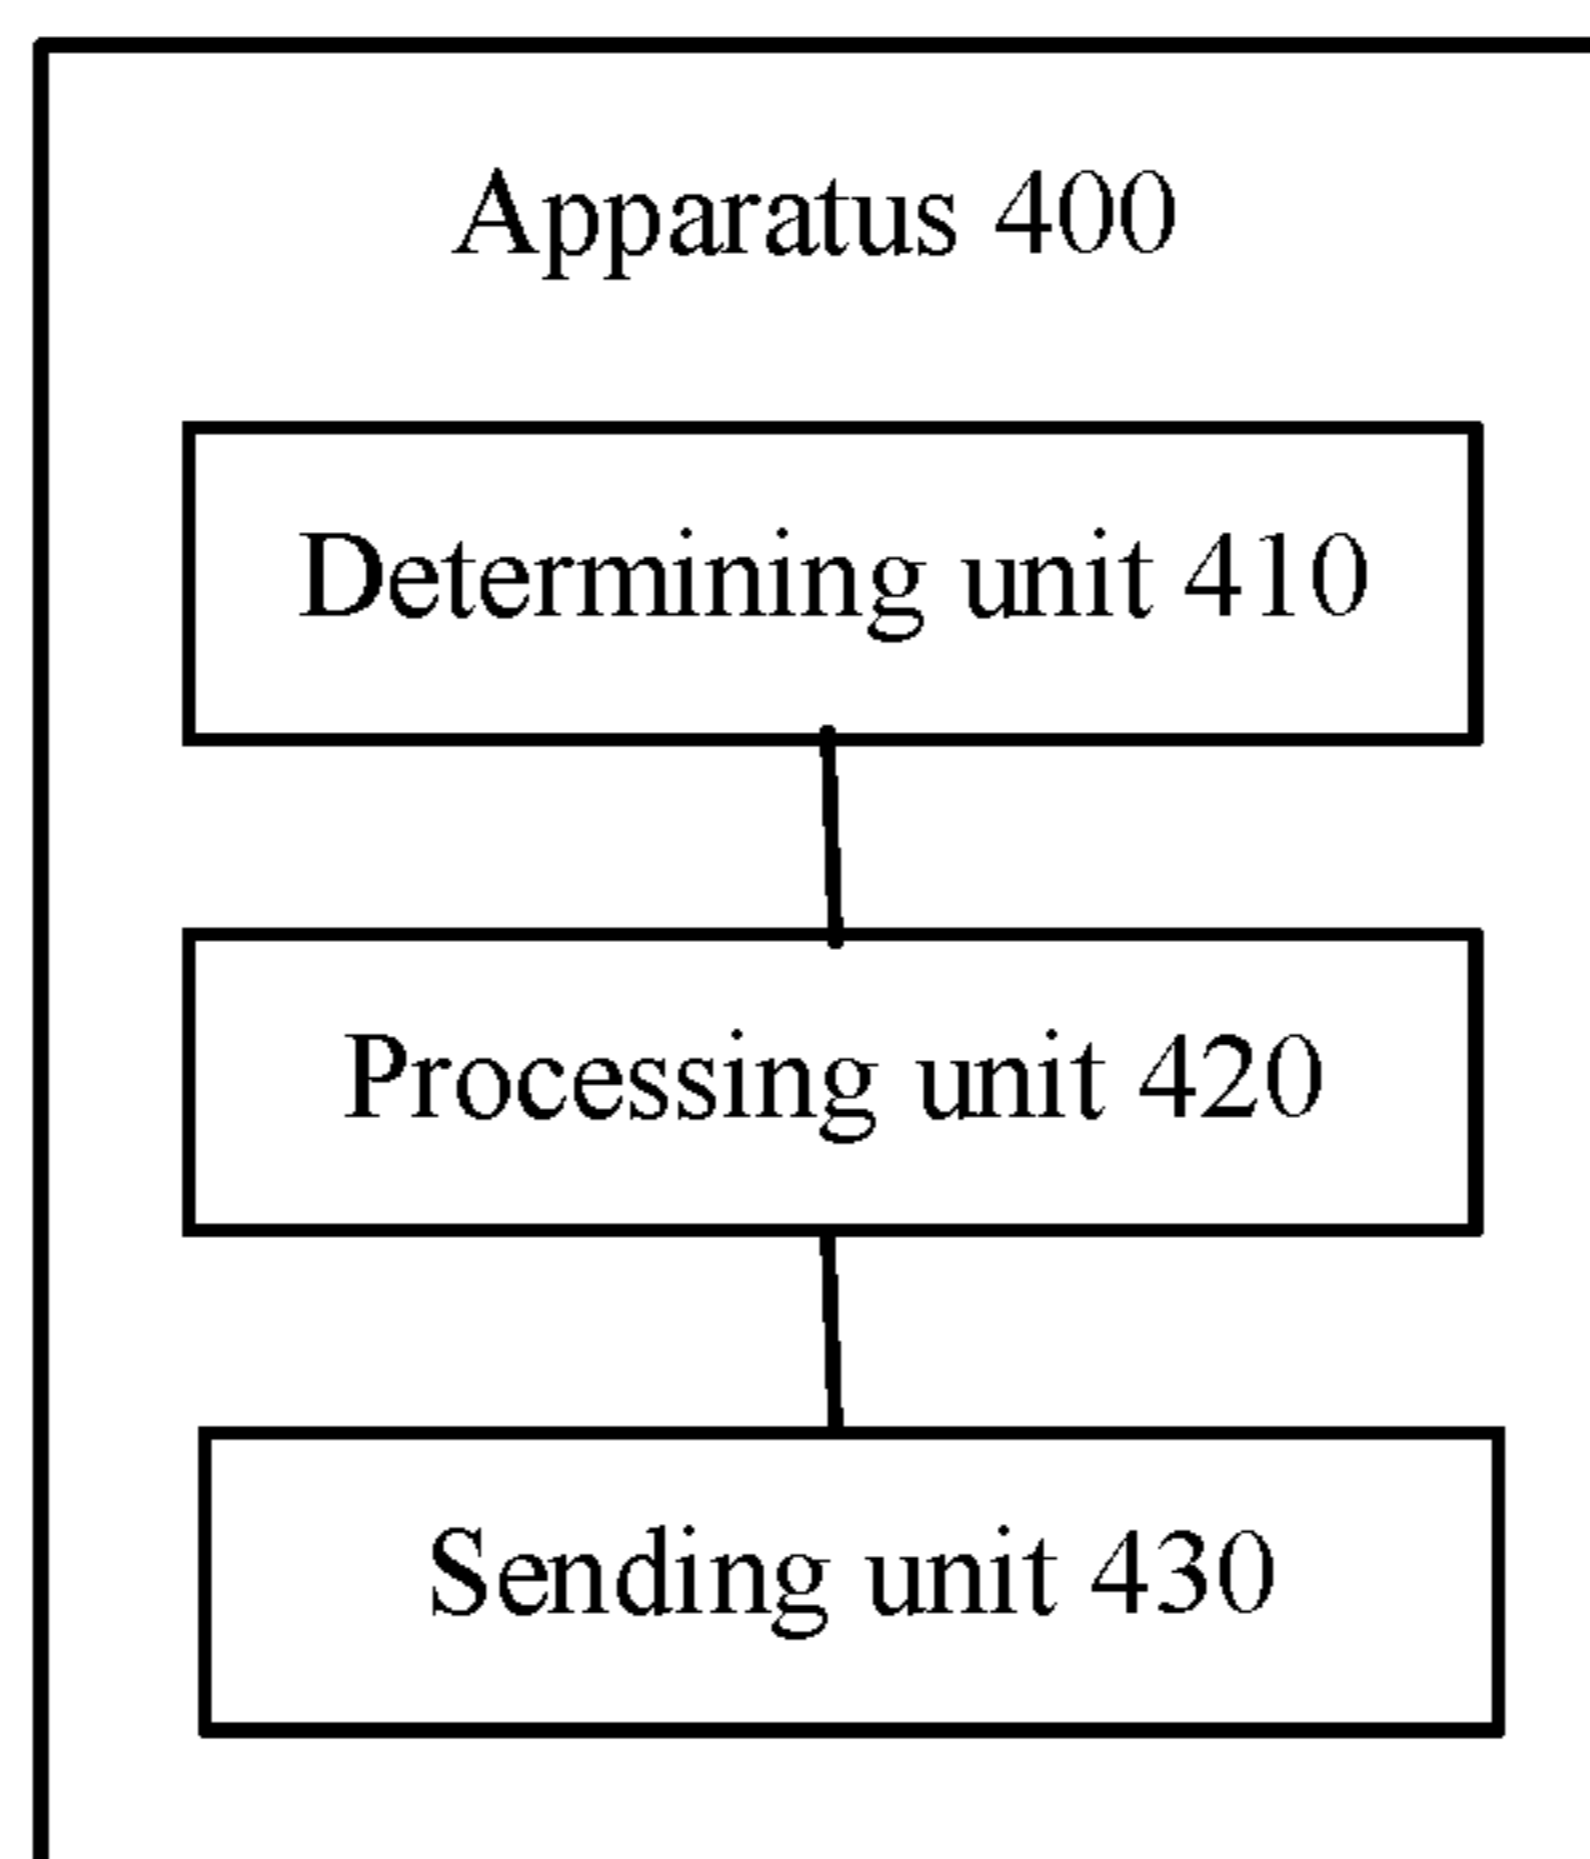 Apparatus 400
Determining unit 410
Processing unit 420
Sending unit 430